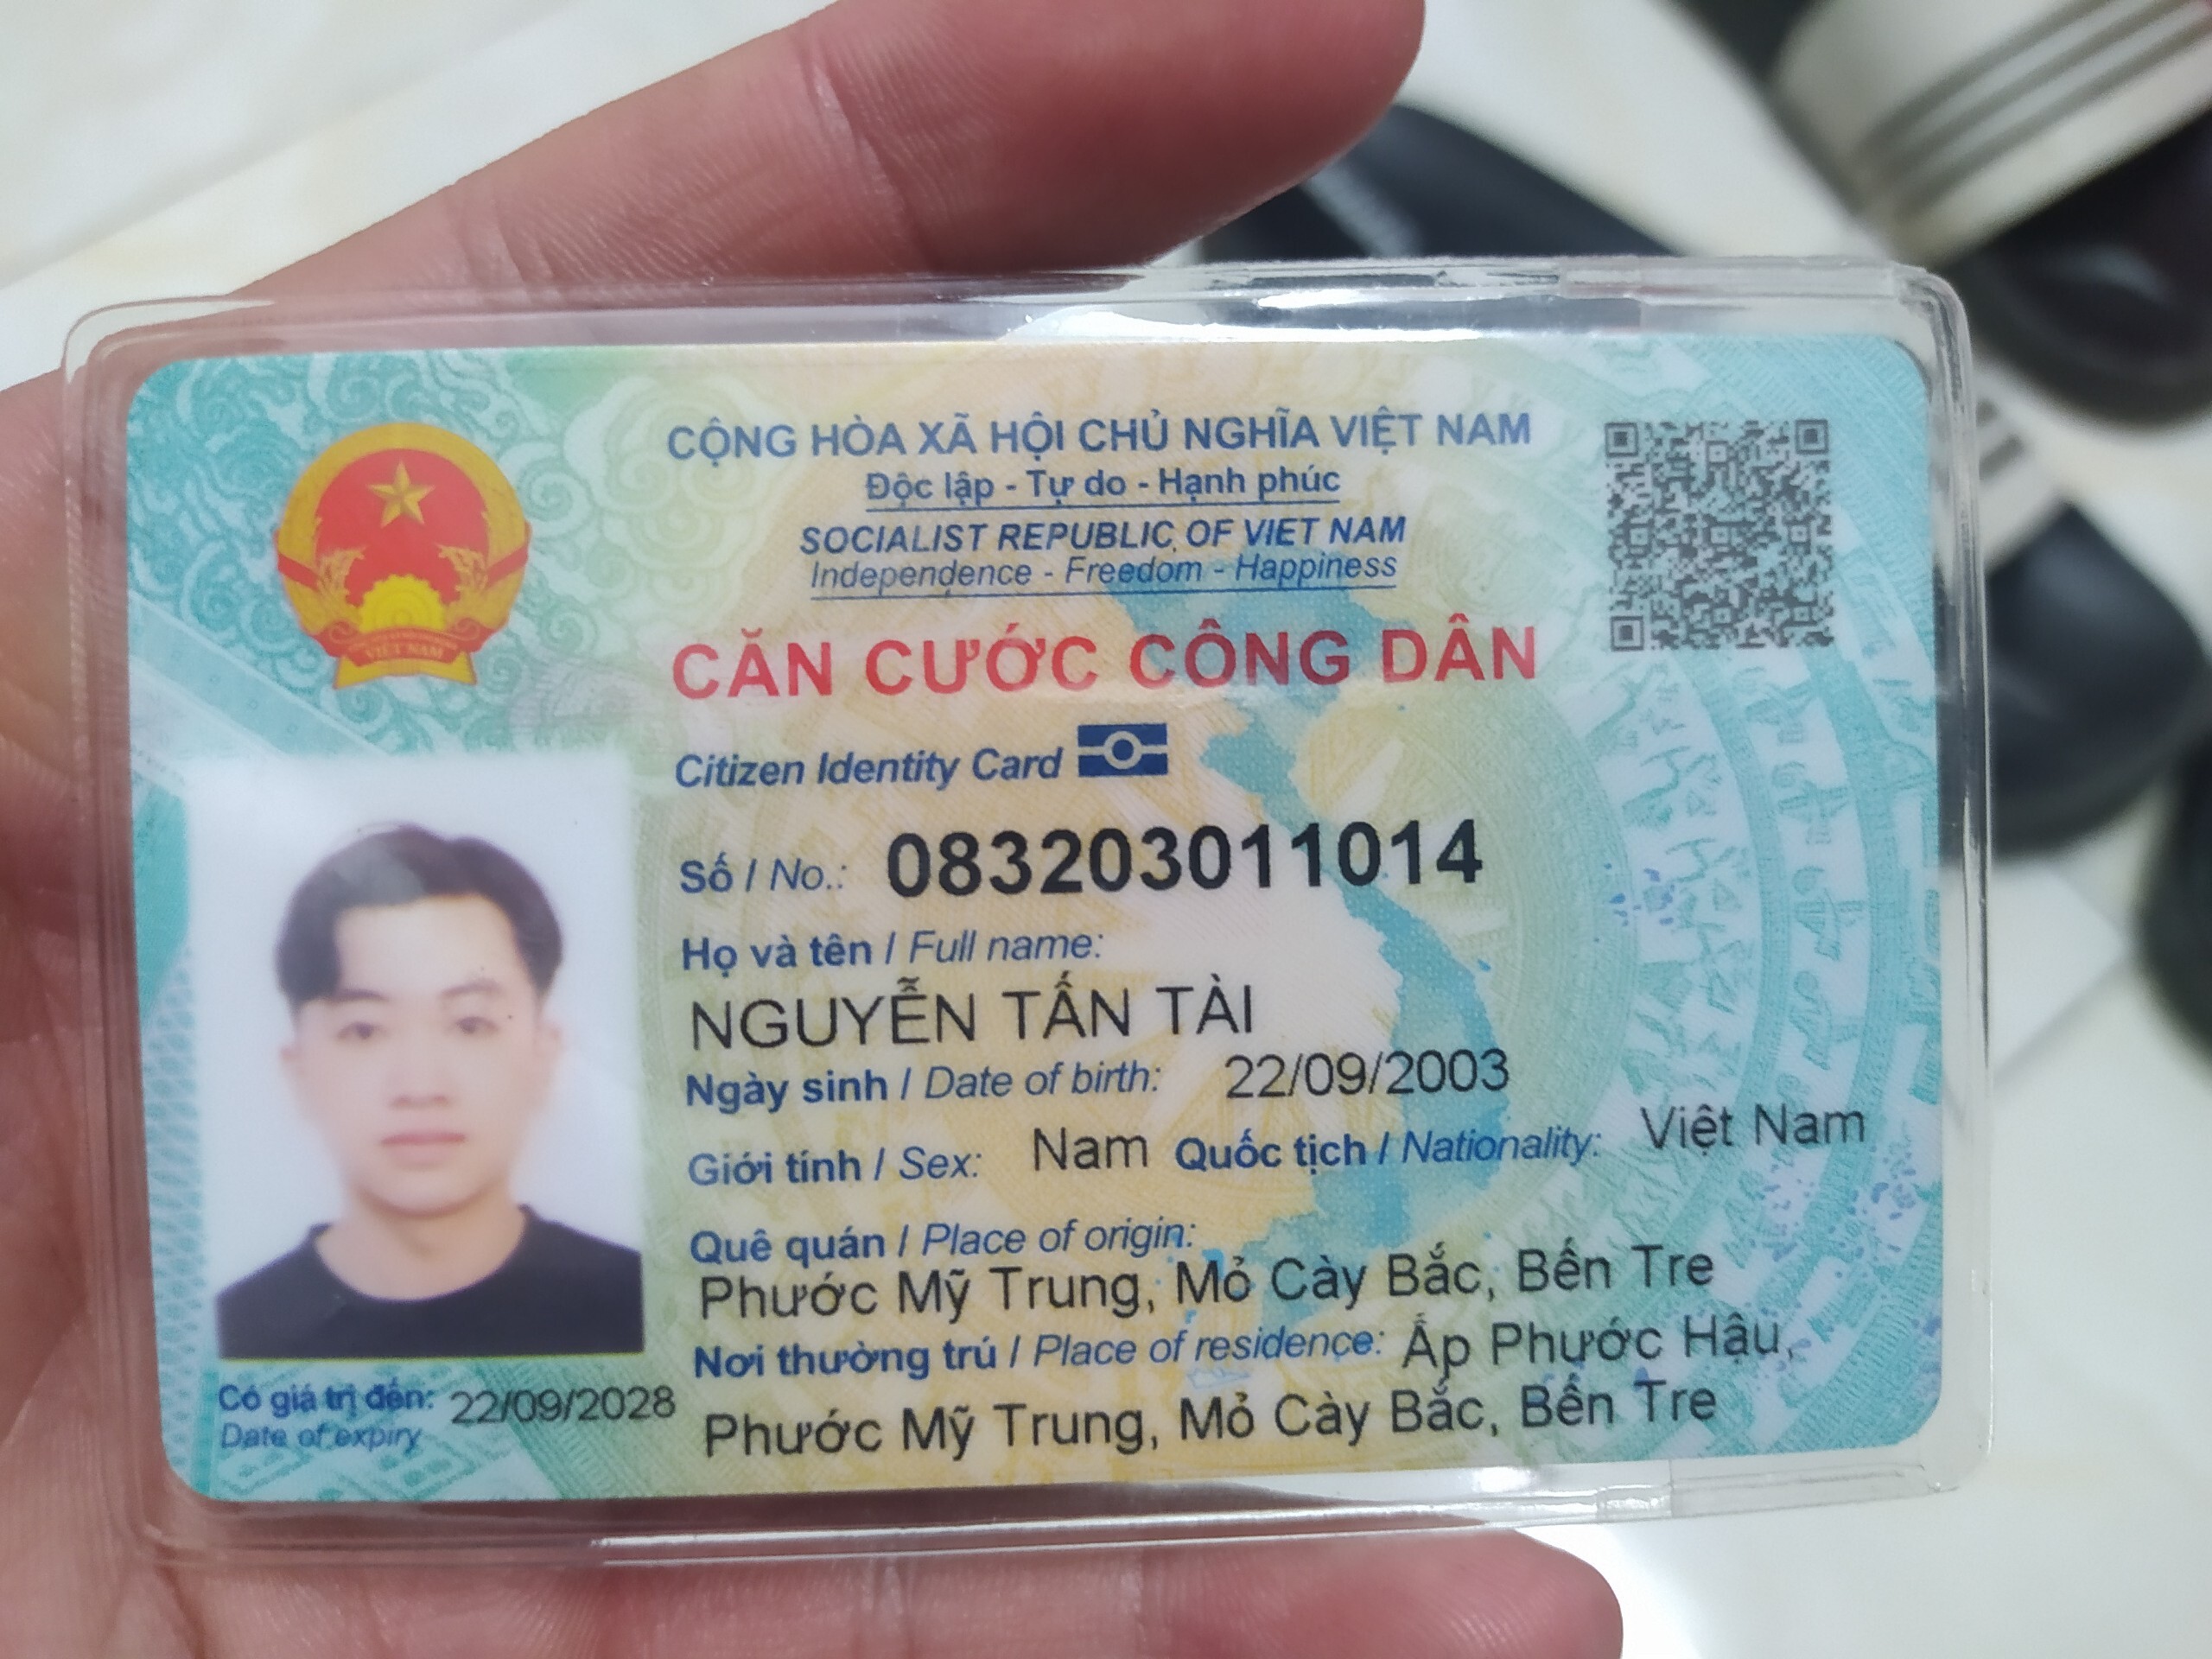 CỘNG HÒA XÃ HỘI CHỦ NGHĨA VIỆT NAM
Độc lập - Tự do - Hạnh phúc
SOCIALIST REPUBLIC OF VIET NAM
Independence - Freedom - Happiness
CĂN CƯỚC CÔNG DÂN
Citizen Identity Card
Số / No.: 083203011014
Họ và tên / Full name:
NGUYỄN TẤN TÀI
Ngày sinh / Date of birth: 22/09/2003
Giới tính / Sex: Nam Quốc tịch / Nationality: Việt Nam
Quê quán / Place of origin:
Phước Mỹ Trung, Mỏ Cày Bắc, Bến Tre
Nơi thường trú / Place of residence: Ấp Phước Hậu,
Phước Mỹ Trung, Mỏ Cày Bắc, Bến Tre
Có giá trị đến: 22/09/2028
Date of expiry
VIỆT NAM